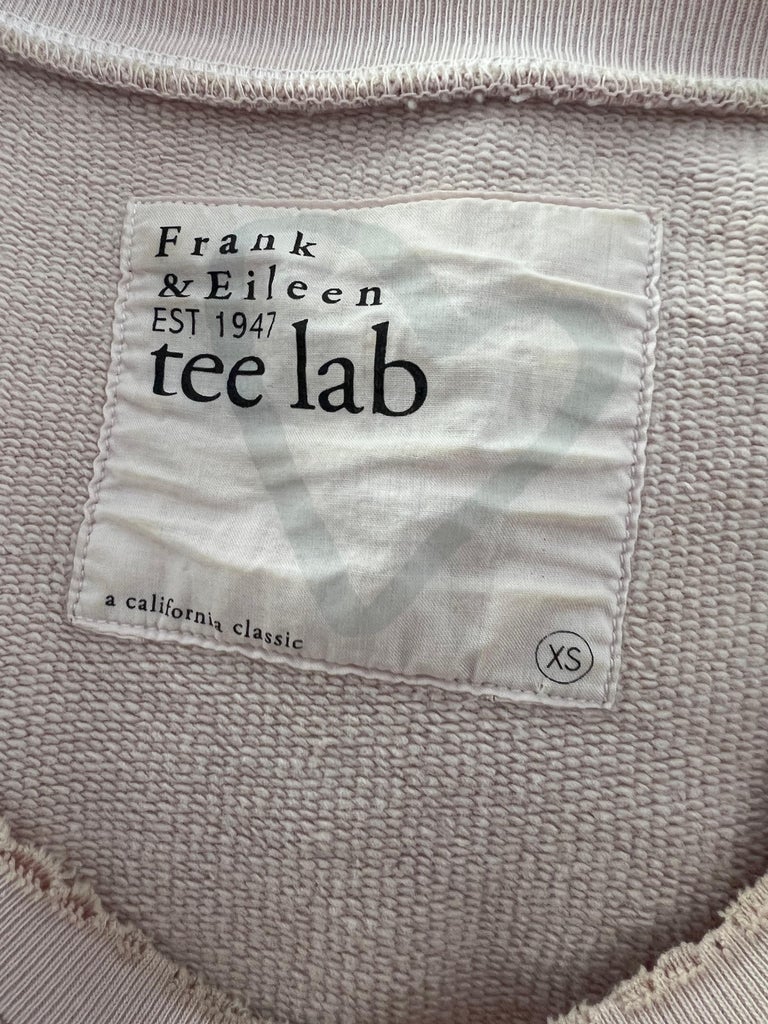 Frank
& Eileen
EST 1947
tee lab
a california classic
XS